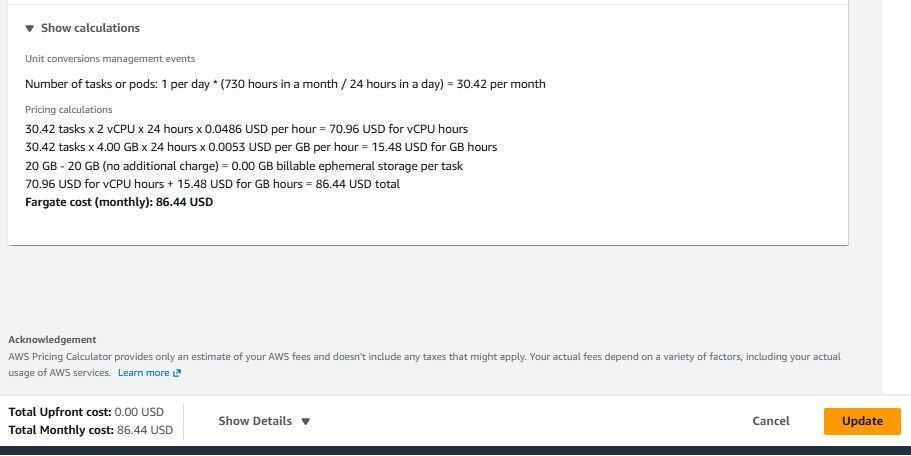 Show calculations
Unit conversions management events
Number of tasks or pods: 1 per day * (730 hours in a month / 24 hours in a day) = 30.42 per month
Pricing calculations
30.42 tasks x 2 vCPU x 24 hours x 0.0486 USD per hour = 70.96 USD for vCPU hours
30.42 tasks x 4.00 GB x 24 hours x 0.0053 USD per GB per hour = 15.48 USD for GB hours
20 GB - 20 GB (no additional charge) = 0.00 GB billable ephemeral storage per task
70.96 USD for vCPU hours + 15.48 USD for GB hours = 86.44 USD total
Fargate cost (monthly): 86.44 USD
Acknowledgement
AWS Pricing Calculator provides only an estimate of your AWS fees and doesn't include any taxes that might apply. Your actual fees depend on a variety of factors, including your actual
usage of AWS services. Learn more
Total Upfront cost: 0.00 USD
Total Monthly cost: 86.44 USD
Show Details
Cancel
Update